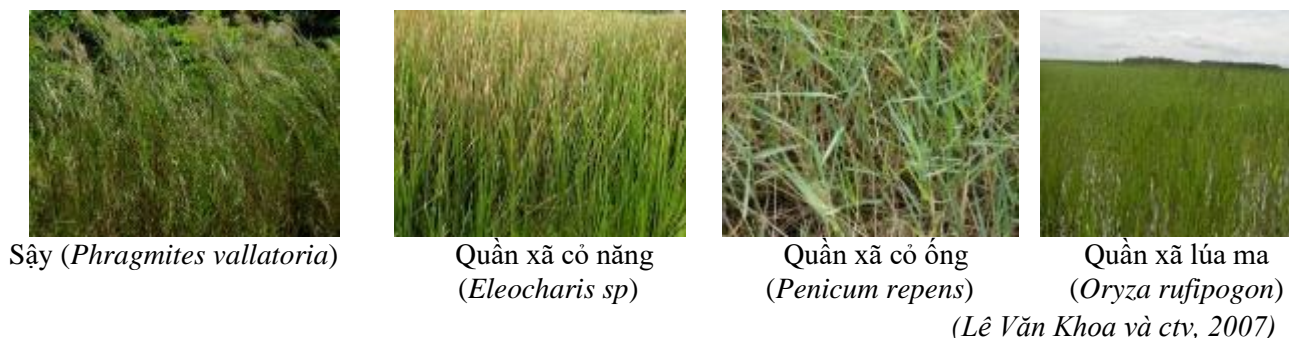 Sậy (Phragmites vallatoria)
Quần xã cỏ năng
(Eleocharis sp)
Quần xã cỏ ống
(Penicum repens)
Quần xã lúa ma
(Oryza rufipogon)
(Lê Văn Khoa và ctv, 2007)